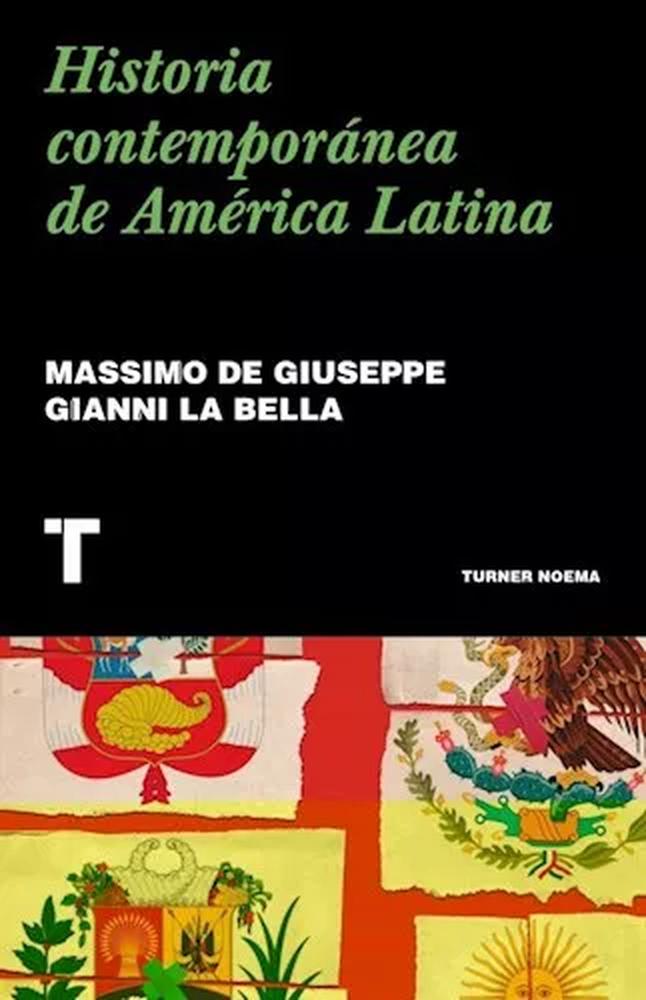 Historia
contemporánea
de América Latina
MASSIMO DE GIUSEPPE
GIANNI LA BELLA
T
TURNER NOEMA